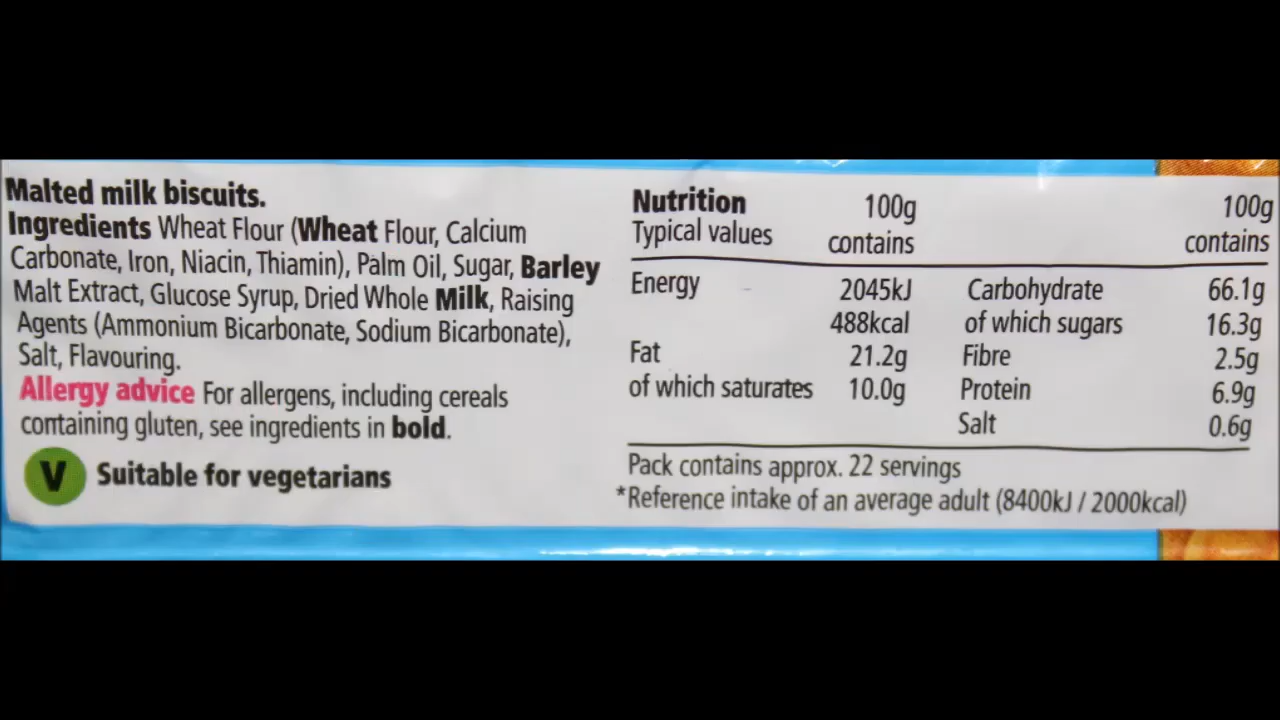 Malted milk biscuits.
Ingredients Wheat Flour (Wheat Flour, Calcium
Carbonate, Iron, Niacin, Thiamin), Palm Oil, Sugar, Barley
Malt Extract, Glucose Syrup, Dried Whole Milk, Raising
Agents (Ammonium Bicarbonate, Sodium Bicarbonate),
Salt, Flavouring.
Allergy advice For allergens, including cereals
containing gluten, see ingredients in bold.
V Suitable for vegetarians
Nutrition 100g 100g
Typical values contains contains
Energy 2045kJ Carbohydrate 66.1g
488kcal of which sugars 16.3g
Fat 21.2g Fibre 2.5g
of which saturates 10.0g Protein 6.9g
Salt 0.6g
Pack contains approx. 22 servings
*Reference intake of an average adult (8400kJ / 2000kcal)